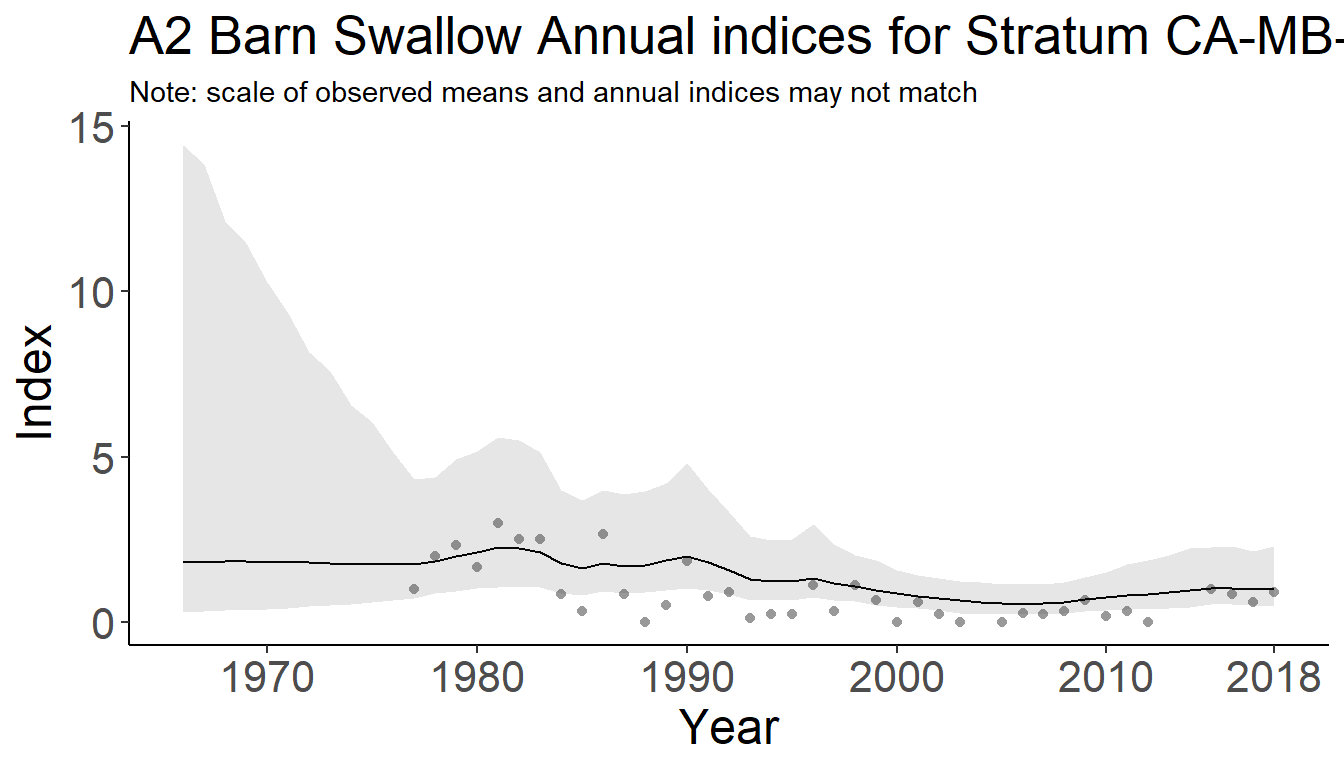 A2 Barn Swallow Annual indices for Stratum CA-MB-
Note: scale of observed means and annual indices may not match
15
10
5
0
Index
1970 1980 1990 2000 2010 2018
Year